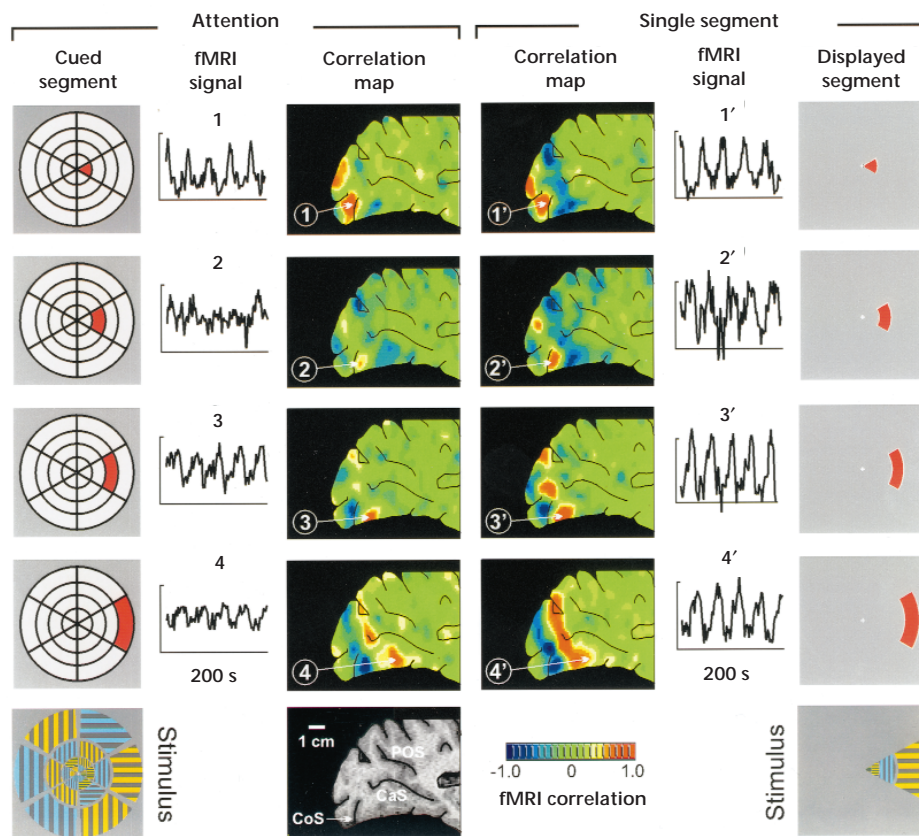 Attention
Single segment
Cued segment
fMRI signal
Correlation map
Correlation map
fMRI signal
Displayed segment
1
1
1'
1′
2
2
2'
2′
3
3
3'
3′
4
4
4'
4′
200 s
200 s
Stimulus
1 cm
POS
CaS
CoS
-1.0 0 1.0
fMRI correlation
Stimulus